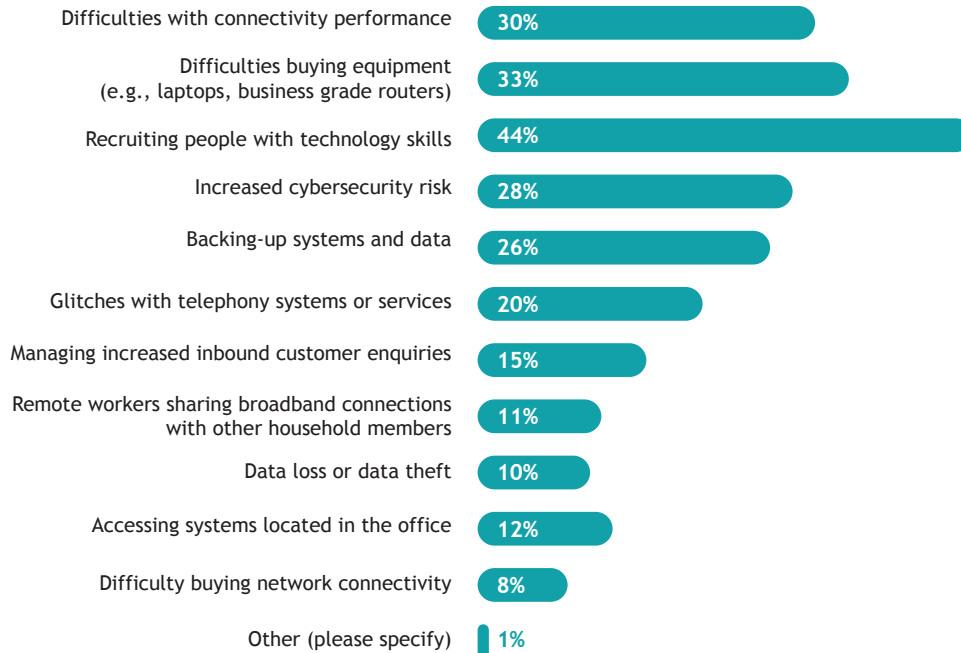 Difficulties with connectivity performance
30%
Difficulties buying equipment
(e.g., laptops, business grade routers)
33%
Recruiting people with technology skills
44%
Increased cybersecurity risk
28%
Backing-up systems and data
26%
Glitches with telephony systems or services
20%
Managing increased inbound customer enquiries
15%
Remote workers sharing broadband connections
with other household members
11%
Data loss or data theft
10%
Accessing systems located in the office
12%
Difficulty buying network connectivity
8%
Other (please specify)
1%